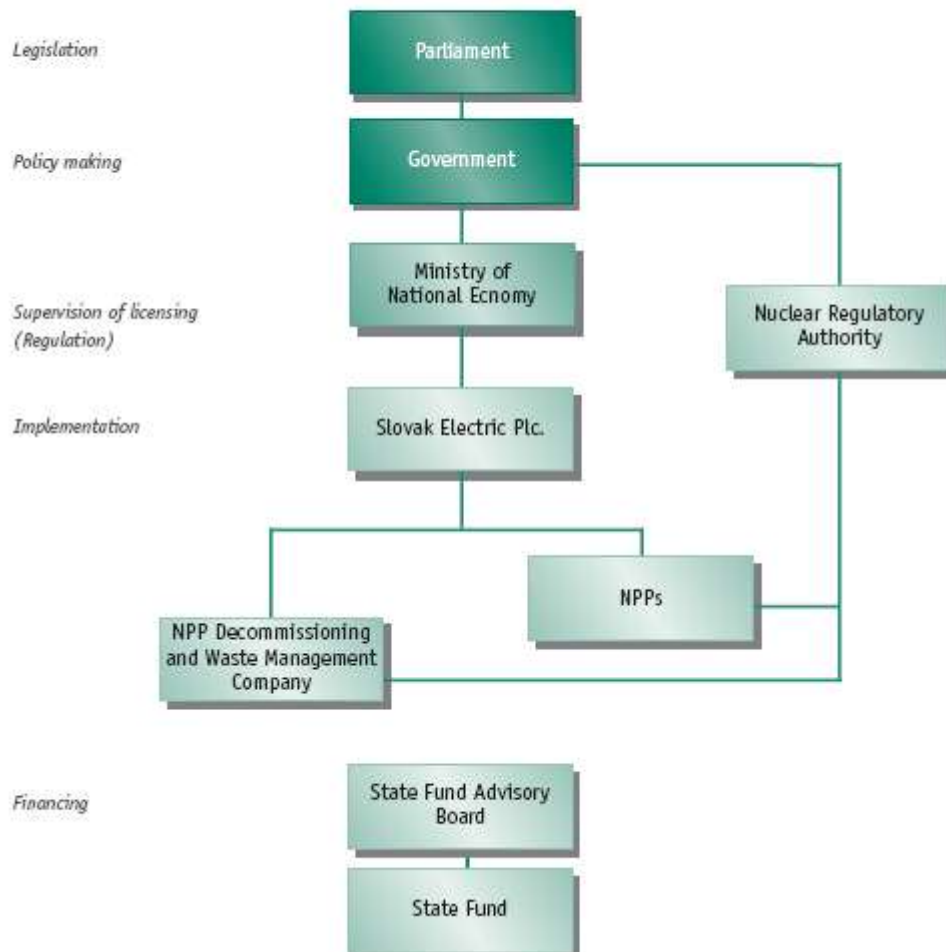 Legislation
Parliament
Policy making
Government
Ministry of
National Ecnomy
Supervision of licensing
(Regulation)
Nuclear Regulatory
Authority
Implementation
Slovak Electric Plc.
NPPs
NPP Decommissioning
and Waste Management
Company
Financing
State Fund Advisory
Board
State Fund